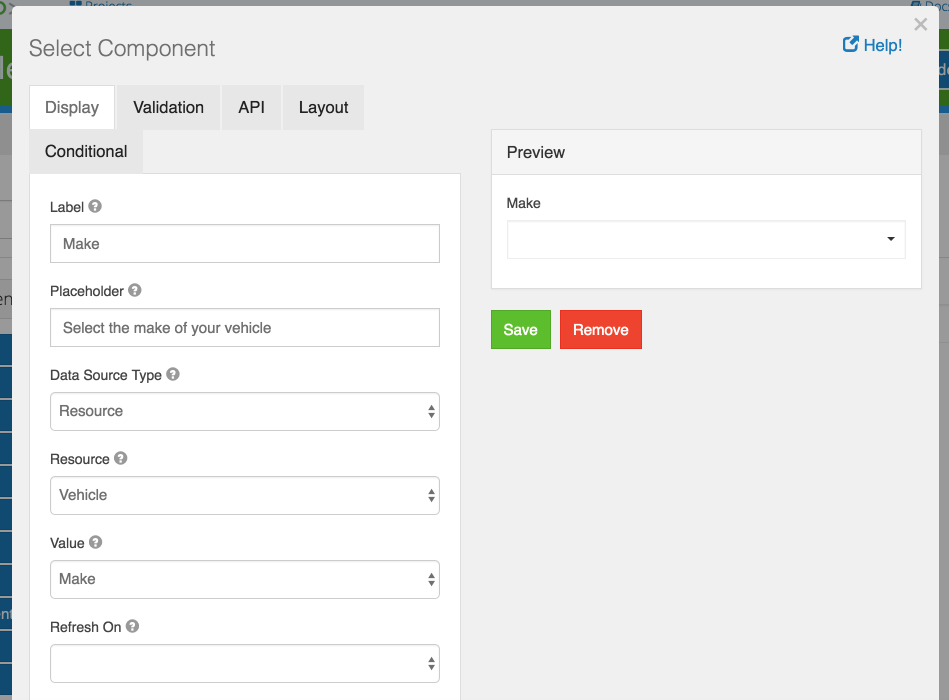 Projects
Select Component
Help!
×
Display
Validation
API
Layout
Conditional
Label
Make
Placeholder
Select the make of your vehicle
Data Source Type
Resource
Resource
Vehicle
Value
Make
Refresh On
Preview
Make
Save
Remove